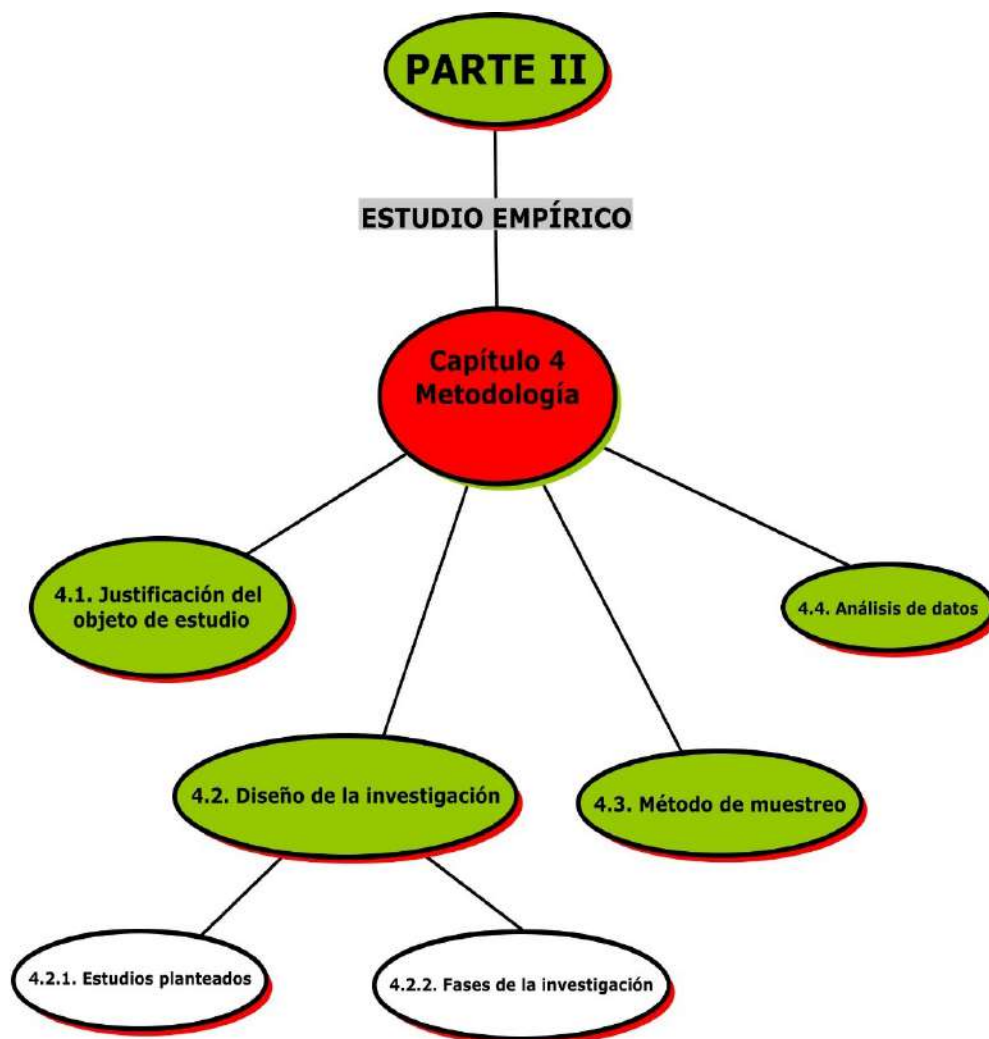 PARTE II
ESTUDIO EMPÍRICO
Capítulo 4
Metodología
4.1. Justificación del
objeto de estudio
4.4. Análisis de datos
4.2. Diseño de la investigación
4.3. Método de muestreo
4.2.1. Estudios planteados
4.2.2. Fases de la investigación